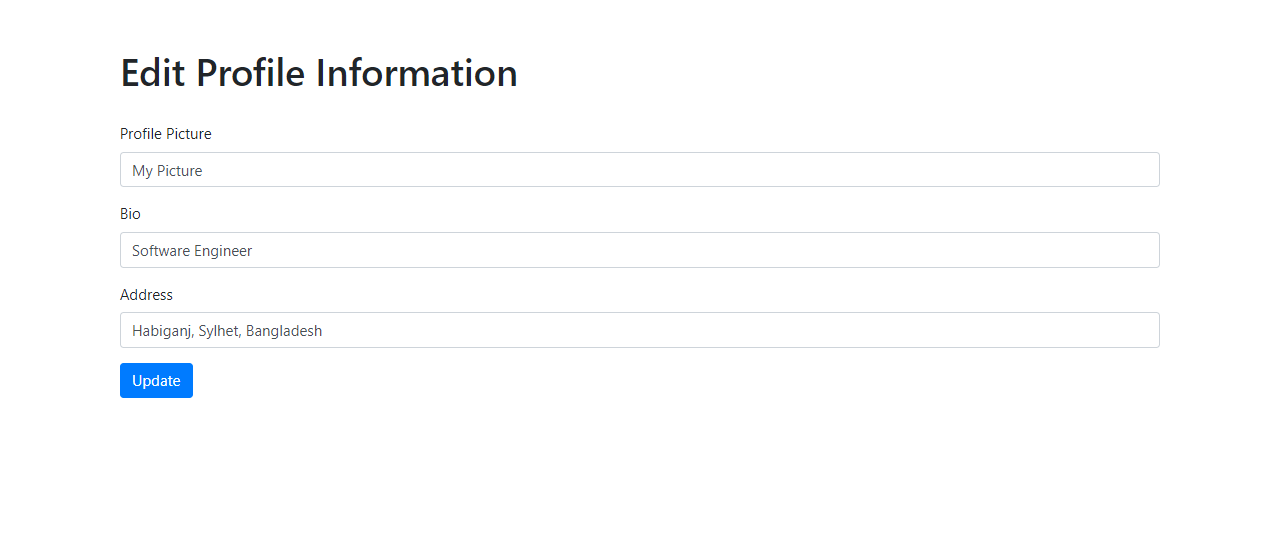 Edit Profile Information
Profile Picture
My Picture
Bio
Software Engineer
Address
Habiganj, Sylhet, Bangladesh
Update